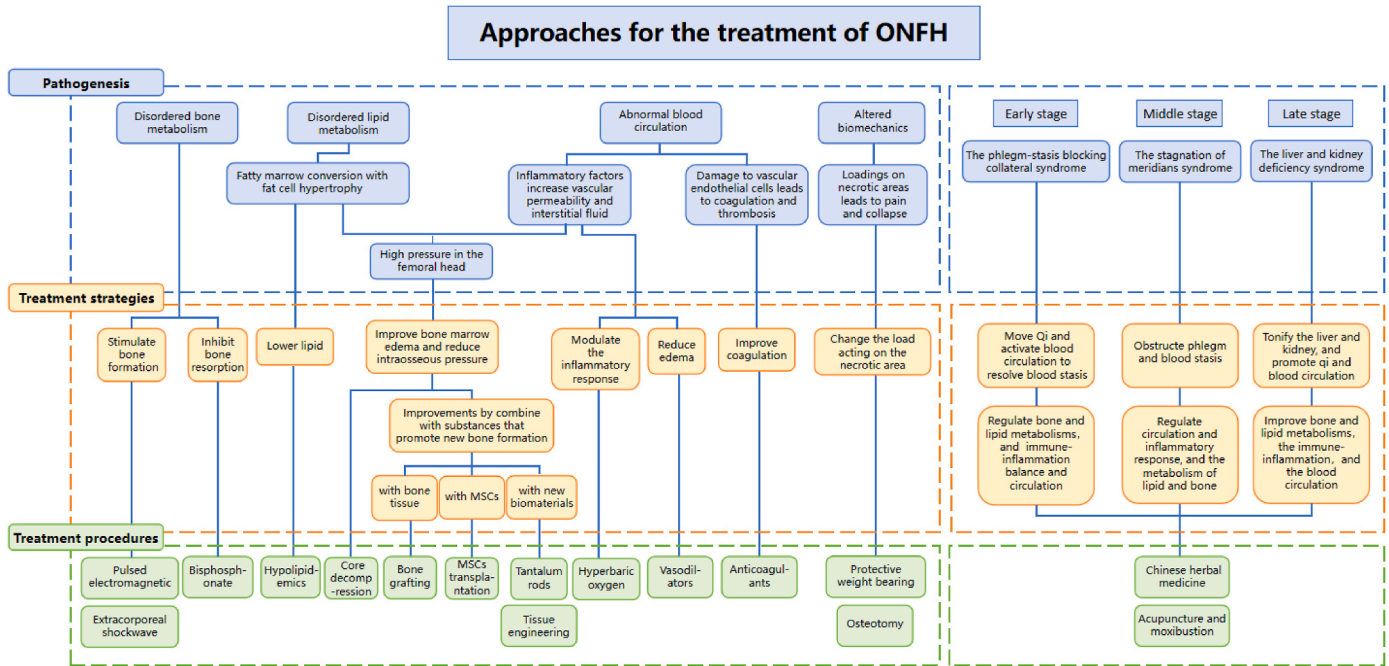 Approaches for the treatment of ONFH
Pathogenesis
Disordered bone
metabolism
Disordered lipid
metabolism
Abnormal blood
circulation
Altered
biomechanics
Early stage
Middle stage
Late stage
Fatty marrow conversion with
fat cell hypertrophy
Inflammatory factors
increase vascular
permeability and
interstitial fluid
Damage to vascular
endothelial cells leads
to coagulation and
thrombosis
Loadings on
necrotic areas
leads to pain
and collapse
The phlegm-stasis blocking
collateral syndrome
The stagnation of
meridians syndrome
The liver and kidney
deficiency syndrome
High pressure in the
femoral head
Treatment strategies
Stimulate
bone
formation
Inhibit
bone
resorption
Lower lipid
Improve bone marrow
edema and reduce
intraosseous pressure
Modulate
the
inflammatory
response
Reduce
edema
Improve
coagulation
Change the load
acting on the
necrotic area
Move Qi and
activate blood
circulation to
resolve blood stasis
Obstructe phlegm
and blood stasis
Tonify the liver and
kidney, and
promote qi and
blood circulation
Improvements by combine
with substances that
promote new bone formation
Regulate bone and
lipid metabolisms,
and immune-
inflammation
balance and
circulation
Regulate
circulation and
inflammatory
response, and the
metabolism of
lipid and bone
Improve bone and
lipid metabolisms,
the immune-
inflammation, and
the blood
circulation
with bone
tissue
with MSCs
with new
biomaterials
Treatment procedures
Pulsed
electromagnetic
Bisphosph-
onate
Hypolipid-
emics
Core
decomp
-ression
Bone
grafting
MSCs
transpla-
ntation
Tantalum
rods
Hyperbaric
oxygen
Vasodil-
ators
Anticoagul-
ants
Protective
weight bearing
Chinese herbal
medicine
Extracorporeal
shockwave
Tissue
engineering
Osteotomy
Acupuncture and
moxibustion